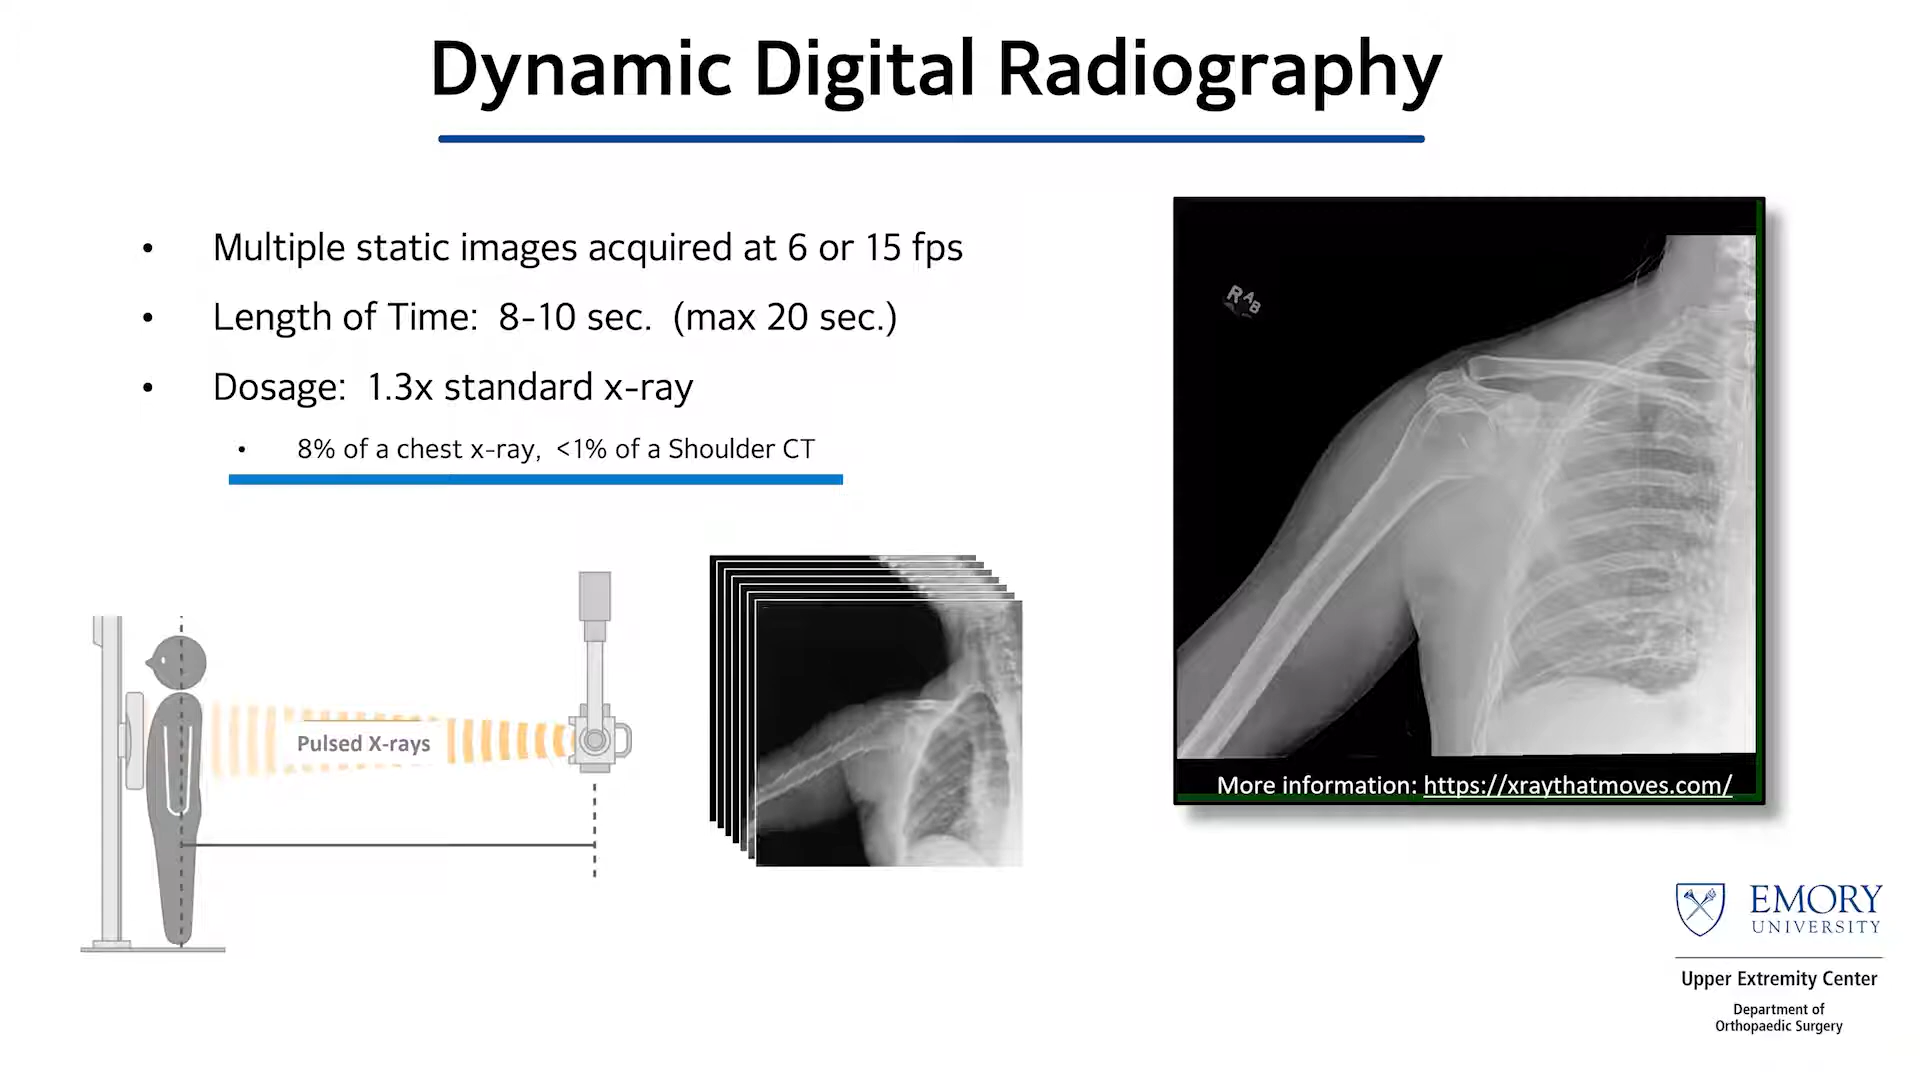 Dynamic Digital Radiography
• Multiple static images acquired at 6 or 15 fps
• Length of Time: 8-10 sec. (max 20 sec.)
• Dosage: 1.3x standard x-ray
• 8% of a chest x-ray, <1% of a Shoulder CT
Pulsed X-rays
R AB
More information: https://xraythatmoves.com/
EMORY
UNIVERSITY
Upper Extremity Center
Department of
Orthopaedic Surgery